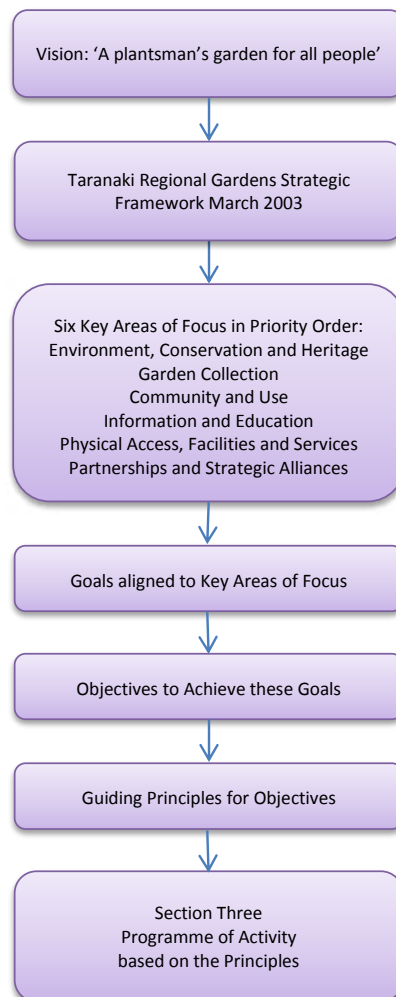 Vision: ‘A plantsman’s garden for all people’
Taranaki Regional Gardens Strategic
Framework March 2003
Six Key Areas of Focus in Priority Order:
Environment, Conservation and Heritage
Garden Collection
Community and Use
Information and Education
Physical Access, Facilities and Services
Partnerships and Strategic Alliances
Goals aligned to Key Areas of Focus
Objectives to Achieve these Goals
Guiding Principles for Objectives
Section Three
Programme of Activity
based on the Principles